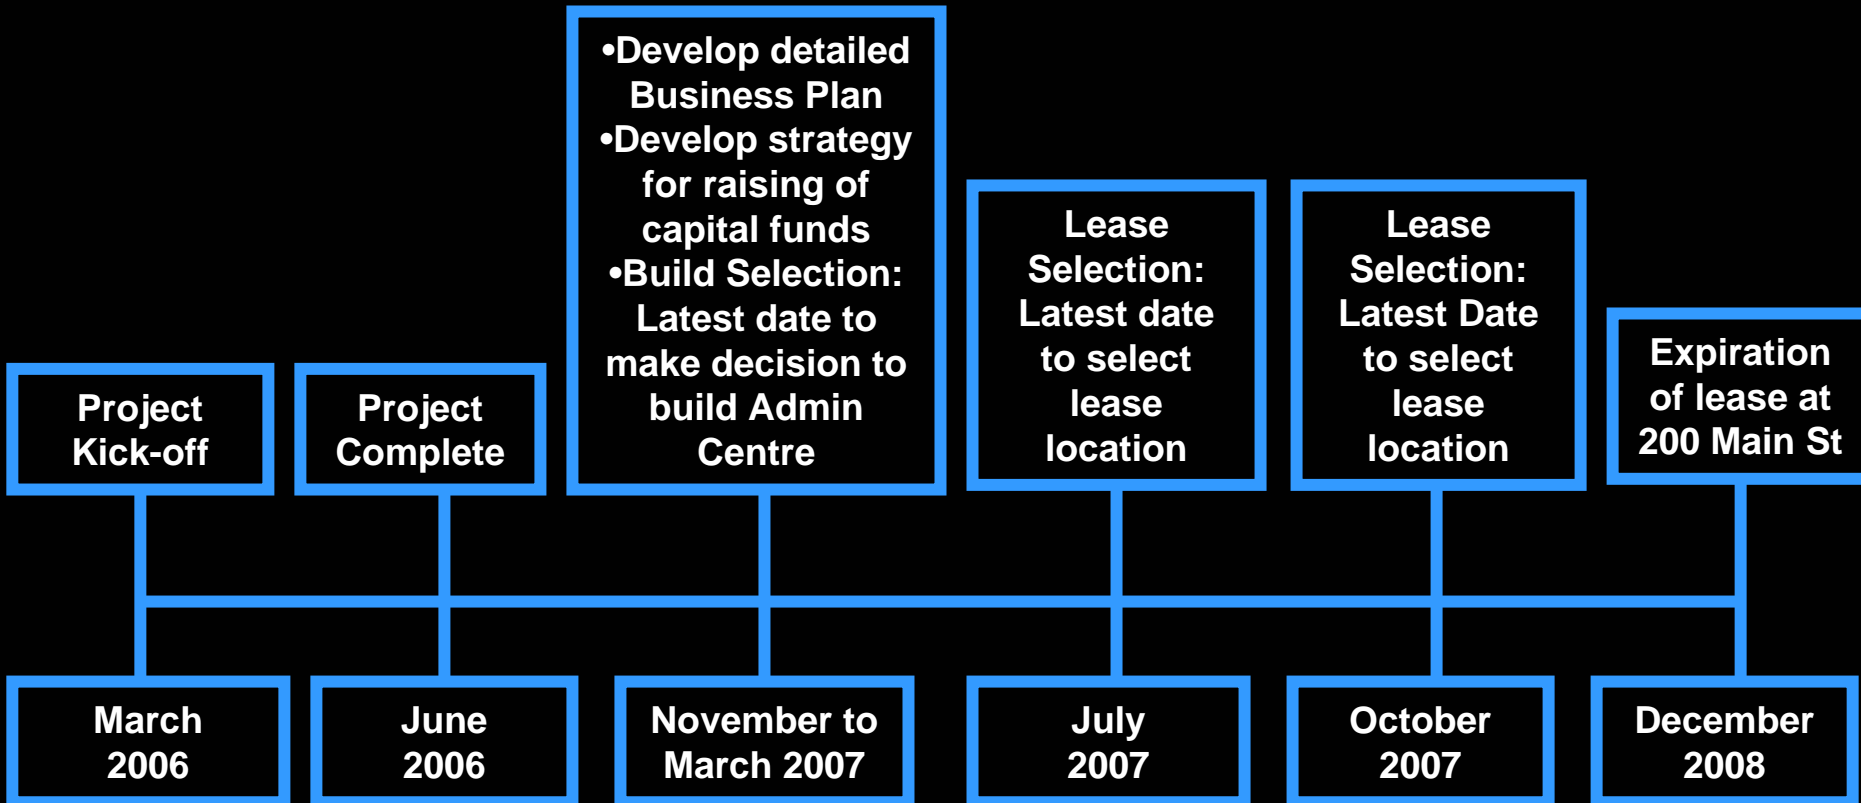 •Develop detailed
Business Plan
•Develop strategy
for raising of
capital funds
•Build Selection:
Latest date to
make decision to
build Admin
Centre
Lease
Selection:
Latest date
to select
lease
location
Lease
Selection:
Latest Date
to select
lease
location
Expiration
of lease at
200 Main St
Project
Kick-off
Project
Complete
March
2006
June
2006
November to
March 2007
July
2007
October
2007
December
2008